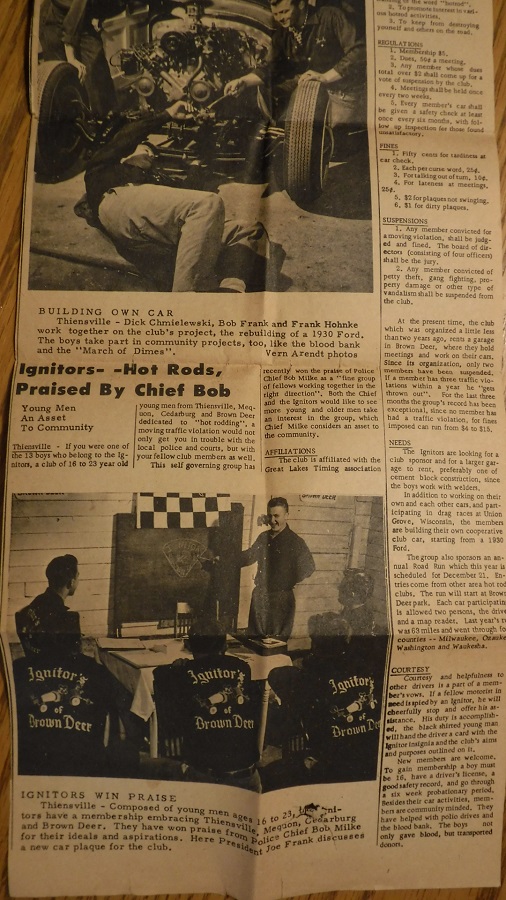 BUILDING OWN CAR
Thiensville - Dick Chmielewski, Bob Frank and Frank Hohnke
work together on the club's project, the rebuilding of a 1930 Ford.
The boys take part in community projects, too, like the blood bank
and the "March of Dimes".
Vern Arendt photos
Ignitors- -Hot Rods,
Praised By Chief Bob
Young Men
An Asset
To Community
Thiensville - If you were one of
the 13 boys who belong to the Ig-
nitors, a club of 16 to 23 year old
young men from Thiensville, Meq-
uon, Cedarburg, and Brown Deer
dedicated to "hot rodding", a
moving traffic violation would not
only get you in trouble with the
local police and courts, but with
your fellow club members as well.
This self governing group has
recently won the praise of Police
Chief Bob Milke as a "fine group
of fellows working together in the
right direction". Both the Chief
and the Ignitors would like to see
more young and older men take
an interest in the group, which
Chief Milke considers an asset to
the community.
AFFILIATIONS
The club is affiliated with the
Great Lakes Timing association
BROWN DEER
Ignitor's
of
Brown Deer
Ignitor's
of
Brown Deer
Ignitor's
of
Brown Deer
IGNITORS WIN PRAISE
Thiensville - Composed of young men ages 16 to 23, Igni-
tors have a membership embracing Thiensville, Mequon, Cedarburg
and Brown Deer. They have won praise from Police Chief Bob Milke
for their ideals and aspirations. Here President Joe Frank discusses
a new car plaque for the club.
of the word "hotrod".
2. To promote interest in vari-
ous hotrod activities.
3. To keep from destroying
yourself and others on the road.
REGULATIONS
1. Membership $5.
2. Dues, 50¢ a meeting.
3. Any member whose dues
total over $2 shall come up for a
vote of suspension by the club.
4. Meetings shall be held once
every two weeks.
5. Every member's car shall
be given a safety check at least
once every six months, with fol-
low up inspection for those found
unsatisfactory.
FINES
1. Fifty cents for tardiness at
car check.
2. Each per curse word, 25¢.
3. For talking out of turn, 10¢.
4. For lateness at meetings,
25¢.
5. $2 for plaques not swinging.
6. $1 for dirty plaques.
SUSPENSIONS
1. Any member convicted for
a moving violation, shall be judg-
ed and fined. The board of dir-
ectors (consisting of four officers)
shall be the jury.
2. Any member convicted of
petty theft, gang fighting, pro-
perty damage or other type of
vandalism shall be suspended from
the club.
At the present time, the club
which was organized a little less
than two years ago, rents a garage
in Brown Deer, where they hold
meetings and work on their cars.
Since its organization, only two
members have been suspended.
If a member has three traffic vio-
lations within a year he "gets
thrown out". For the last three
months the group's record has been
exceptional, since no member has
had a traffic violation, for fines
imposed can run from $4 to $15.
NEEDS
The Ignitors are looking for a
club sponsor and for a larger gar-
age to rent, preferably one of
cement block construction, since
the boys work with welders.
In addition to working on their
own and each other cars, and part-
icipating in drag races at Union
Grove, Wisconsin, the members
are building their own cooperative
club car, starting from a 1930
Ford.
The group also sponsors an an-
nual Road Run which this year is
scheduled for December 21. En-
tries come from other area hot rod
clubs. The run will start at Brown
Deer park. Each car participating
is allowed two persons, the driver
and a map reader. Last year's run
was 63 miles and went through four
counties -- Milwaukee, Ozaukee
Washington and Waukesha.
COURTESY
Courtesy and helpfulness to
other drivers is a part of a mem-
ber's vows. If a fellow motorist in
need is spied by an Ignitor, he will
cheerfully stop and offer his as-
sistance. His duty is accomplish-
ed, the black shirted young man
will hand the driver a card with the
Ignitor insignia and the club's aims
and purposes outlined on it.
New members are welcome.
To gain membership a boy must
be 16, have a driver's license, a
good safety record, and go through
a six week probationary period.
Besides their car activities, mem-
bers are community minded. They
have helped with polio drives and
the blood bank. The boys not
only gave blood, but transported
donors.